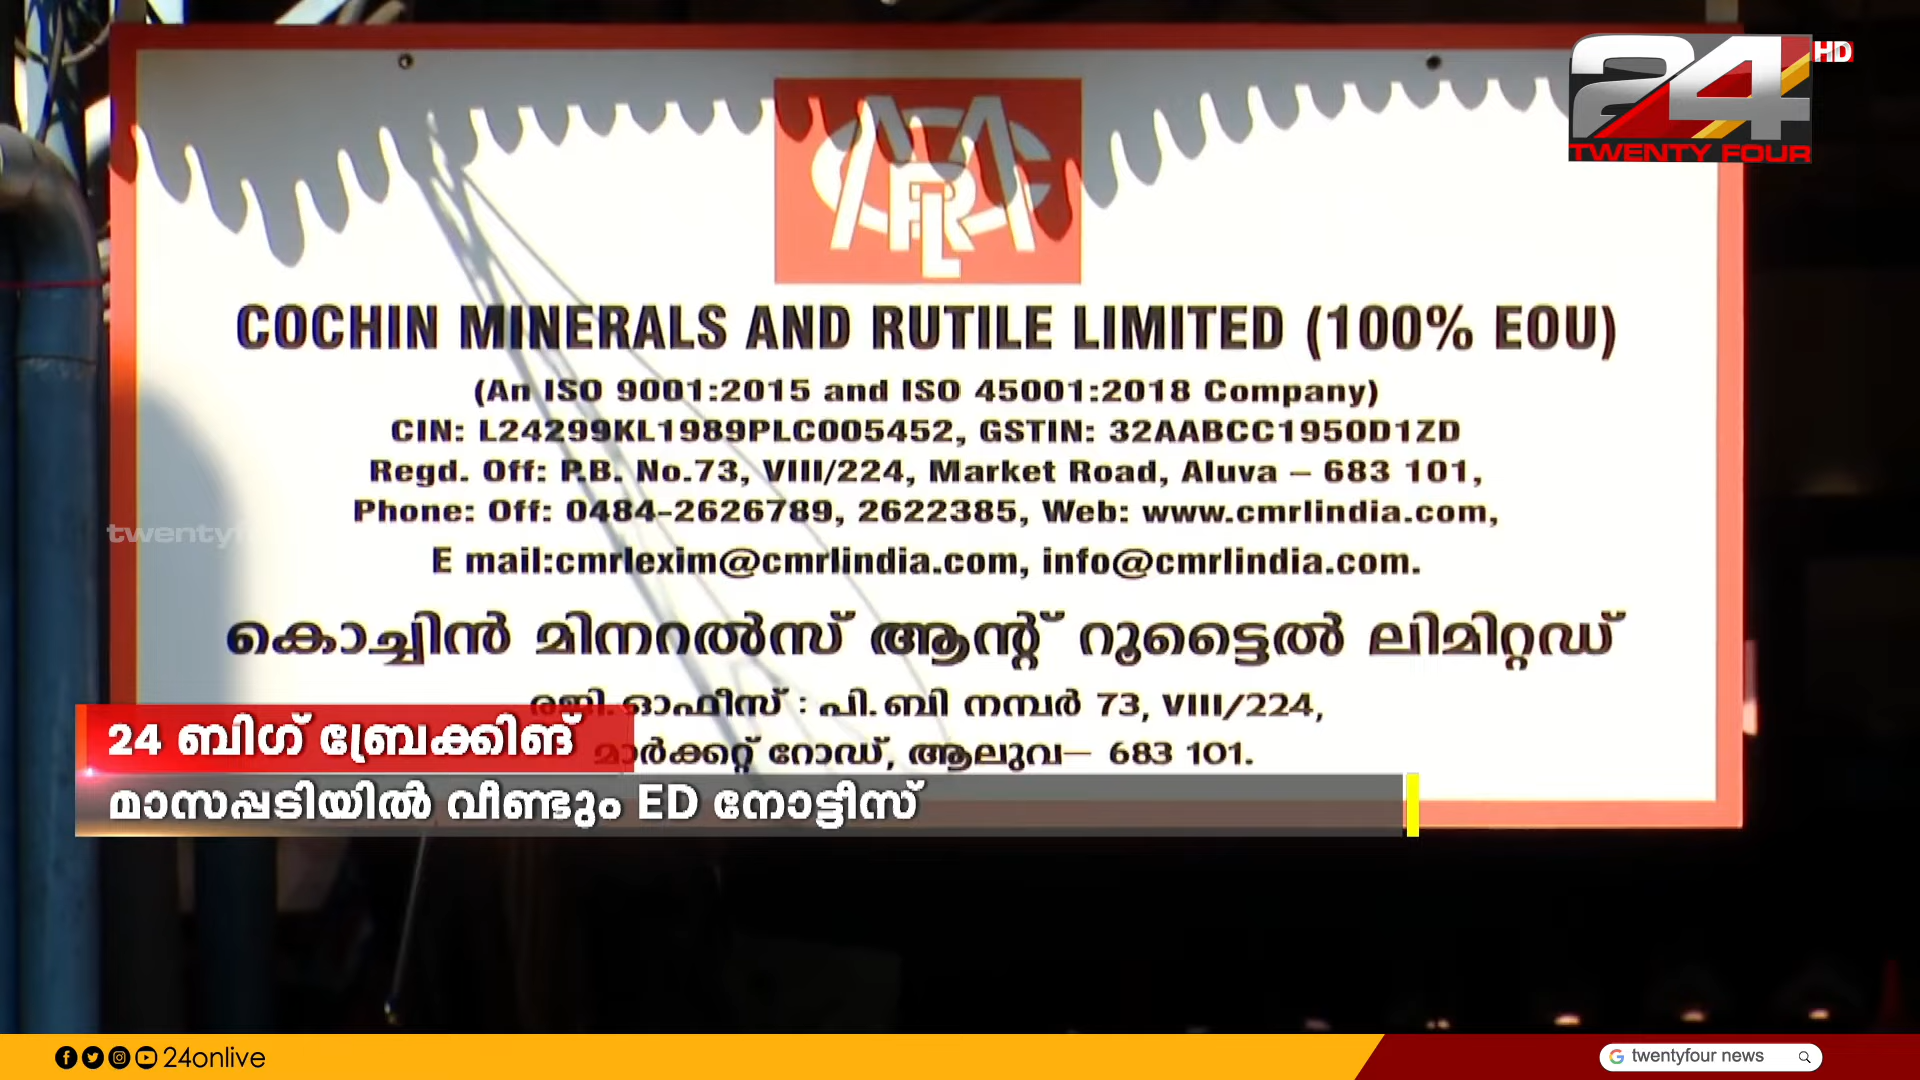 24
HD
TWENTY FOUR
CMRL
COCHIN MINERALS AND RUTILE LIMITED (100% EOU)
(An ISO 9001:2015 and ISO 45001:2018 Company)
CIN: L24299KL1989PLC005452, GSTIN: 32AABCC1950D1ZD
Regd. Off: P.B. No.73, VIII/224, Market Road, Aluva – 683 101,
Phone: Off: 0484-2626789, 2622385, Web: www.cmrlindia.com,
E mail:cmrlexim@cmrlindia.com, info@cmrlindia.com.
കൊച്ചിൻ മിനറൽസ് ആന്റ് റൂട്ടൈൽ ലിമിറ്റഡ്
രജി.ഓഫീസ് : പി.ബി നമ്പർ 73, VIII/224,
മാർക്കറ്റ് റോഡ്, ആലുവ– 683 101.
24 ബിഗ് ബ്രേക്കിങ്
മാസപ്പടിയിൽ വീണ്ടും ED നോട്ടീസ്
24onlive
twentyfour news